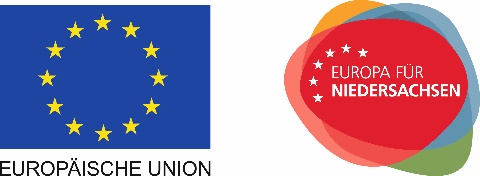 EUROPÄISCHE UNION
EUROPA FÜR
NIEDERSACHSEN